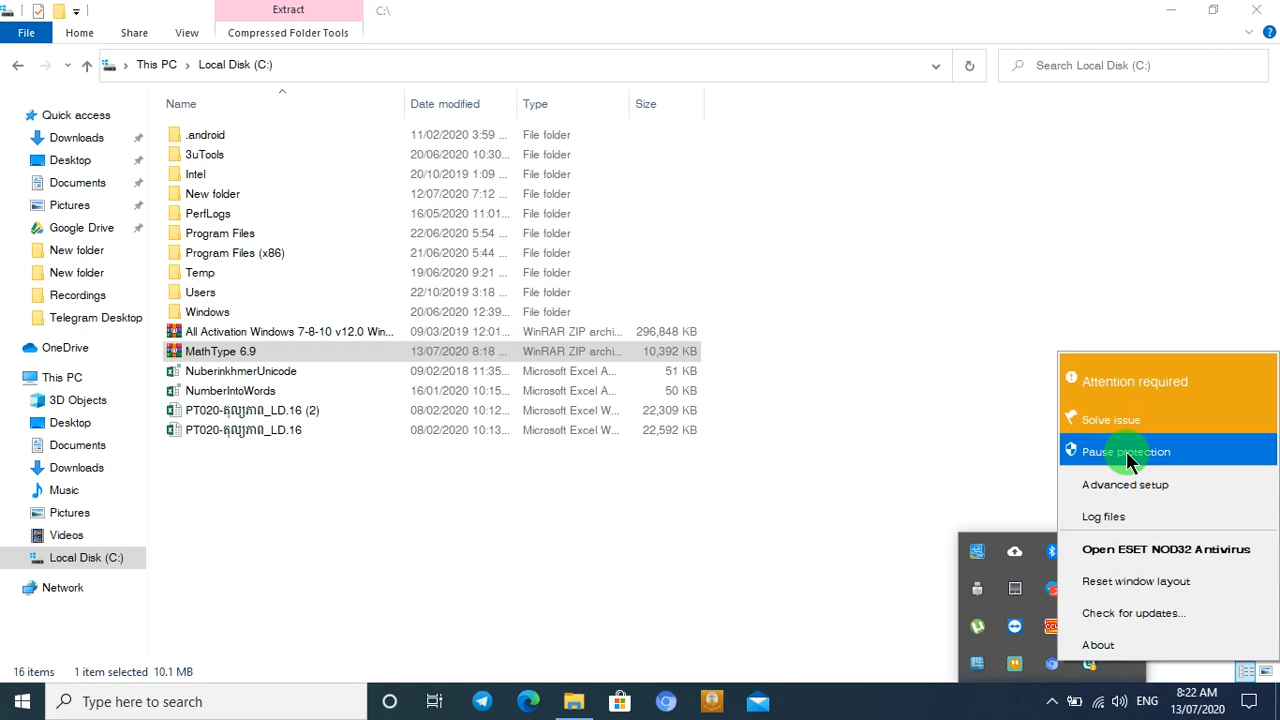 Extract
C:\
File
Home
Share
View
Compressed Folder Tools
This PC
Local Disk (C:)
Search Local Disk (C:)
Name
Date modified
Type
Size
Quick access
Downloads
Desktop
Documents
Pictures
Google Drive
New folder
New folder
Recordings
Telegram Desktop
OneDrive
This PC
3D Objects
Desktop
Documents
Downloads
Music
Pictures
Videos
Local Disk (C:)
Network
.android 11/02/2020 3:59 ... File folder
3uTools 20/06/2020 10:30... File folder
Intel 20/10/2019 1:09 ... File folder
New folder 12/07/2020 7:12 ... File folder
PerfLogs 16/05/2020 11:01... File folder
Program Files 22/06/2020 5:54 ... File folder
Program Files (x86) 21/06/2020 5:44 ... File folder
Temp 19/06/2020 9:21 ... File folder
Users 22/10/2019 3:18 ... File folder
Windows 20/06/2020 12:39... File folder
All Activation Windows 7-8-10 v12.0 Win... 09/03/2019 12:01... WinRAR ZIP archi... 296,848 KB
MathType 6.9 13/07/2020 8:18 ... WinRAR ZIP archi... 10,392 KB
NuberinkhmerUnicode 09/02/2018 11:35... Microsoft Excel A... 51 KB
NumberIntoWords 16/01/2020 10:15... Microsoft Excel A... 50 KB
PT020-តុល្យភាព_LD.16 (2) 08/02/2020 10:12... Microsoft Excel W... 22,309 KB
PT020-តុល្យភាព_LD.16 10/02/2020 10:13... Microsoft Excel W... 22,592 KB
Attention required
Solve issue
Pause protection
Advanced setup
Log files
Open ESET NOD32 Antivirus
Reset window layout
Check for updates...
About
16 items 1 item selected 10.1 MB
Type here to search
ENG
8:22 AM
13/07/2020